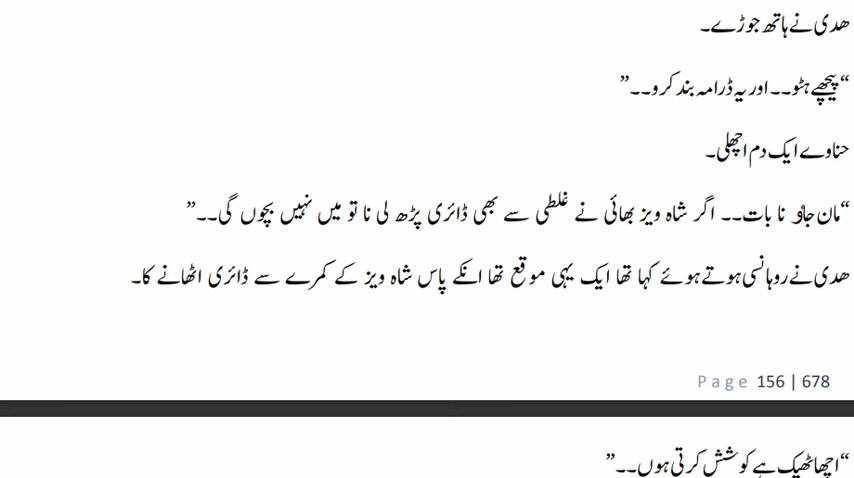 ھدی نے ہاتھ جوڑے۔
“پیچھے ہٹو۔۔ اور یہ ڈرامہ بند کرو۔۔”
حناوے ایک دم اچھلی۔
“مان جاؤ نا بات۔۔ اگر شاہ ویز بھائی نے غلطی سے بھی ڈائری پڑھ لی نا تو میں نہیں بچوں گی۔۔”
ھدی نے روہانسی ہوتے ہوئے کہا تھا ایک یہی موقع تھا انکے پاس شاہ ویز کے کمرے سے ڈائری اٹھانے کا۔
Page 156 | 678
“اچھا ٹھیک ہے کوشش کرتی ہوں۔۔”